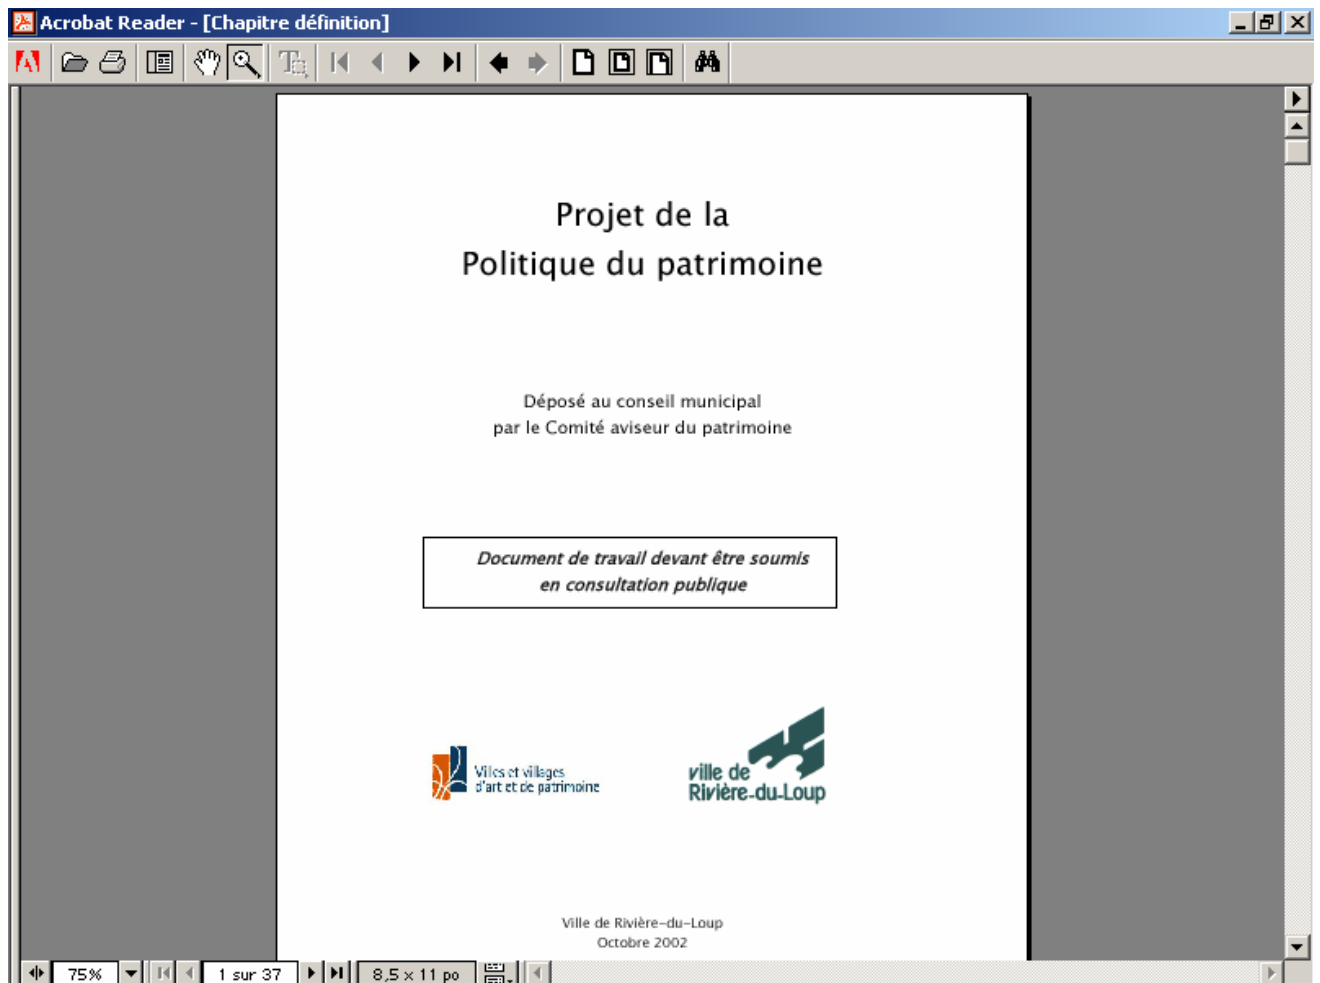 Acrobat Reader - [Chapitre définition]
Projet de la
Politique du patrimoine
Déposé au conseil municipal
par le Comité aviseur du patrimoine
Document de travail devant être soumis
en consultation publique
Villes et villages
d'art et de patrimoine
ville de
Rivière-du-Loup
Ville de Rivière-du-Loup
Octobre 2002
75% 1 sur 37 8,5 x 11 po